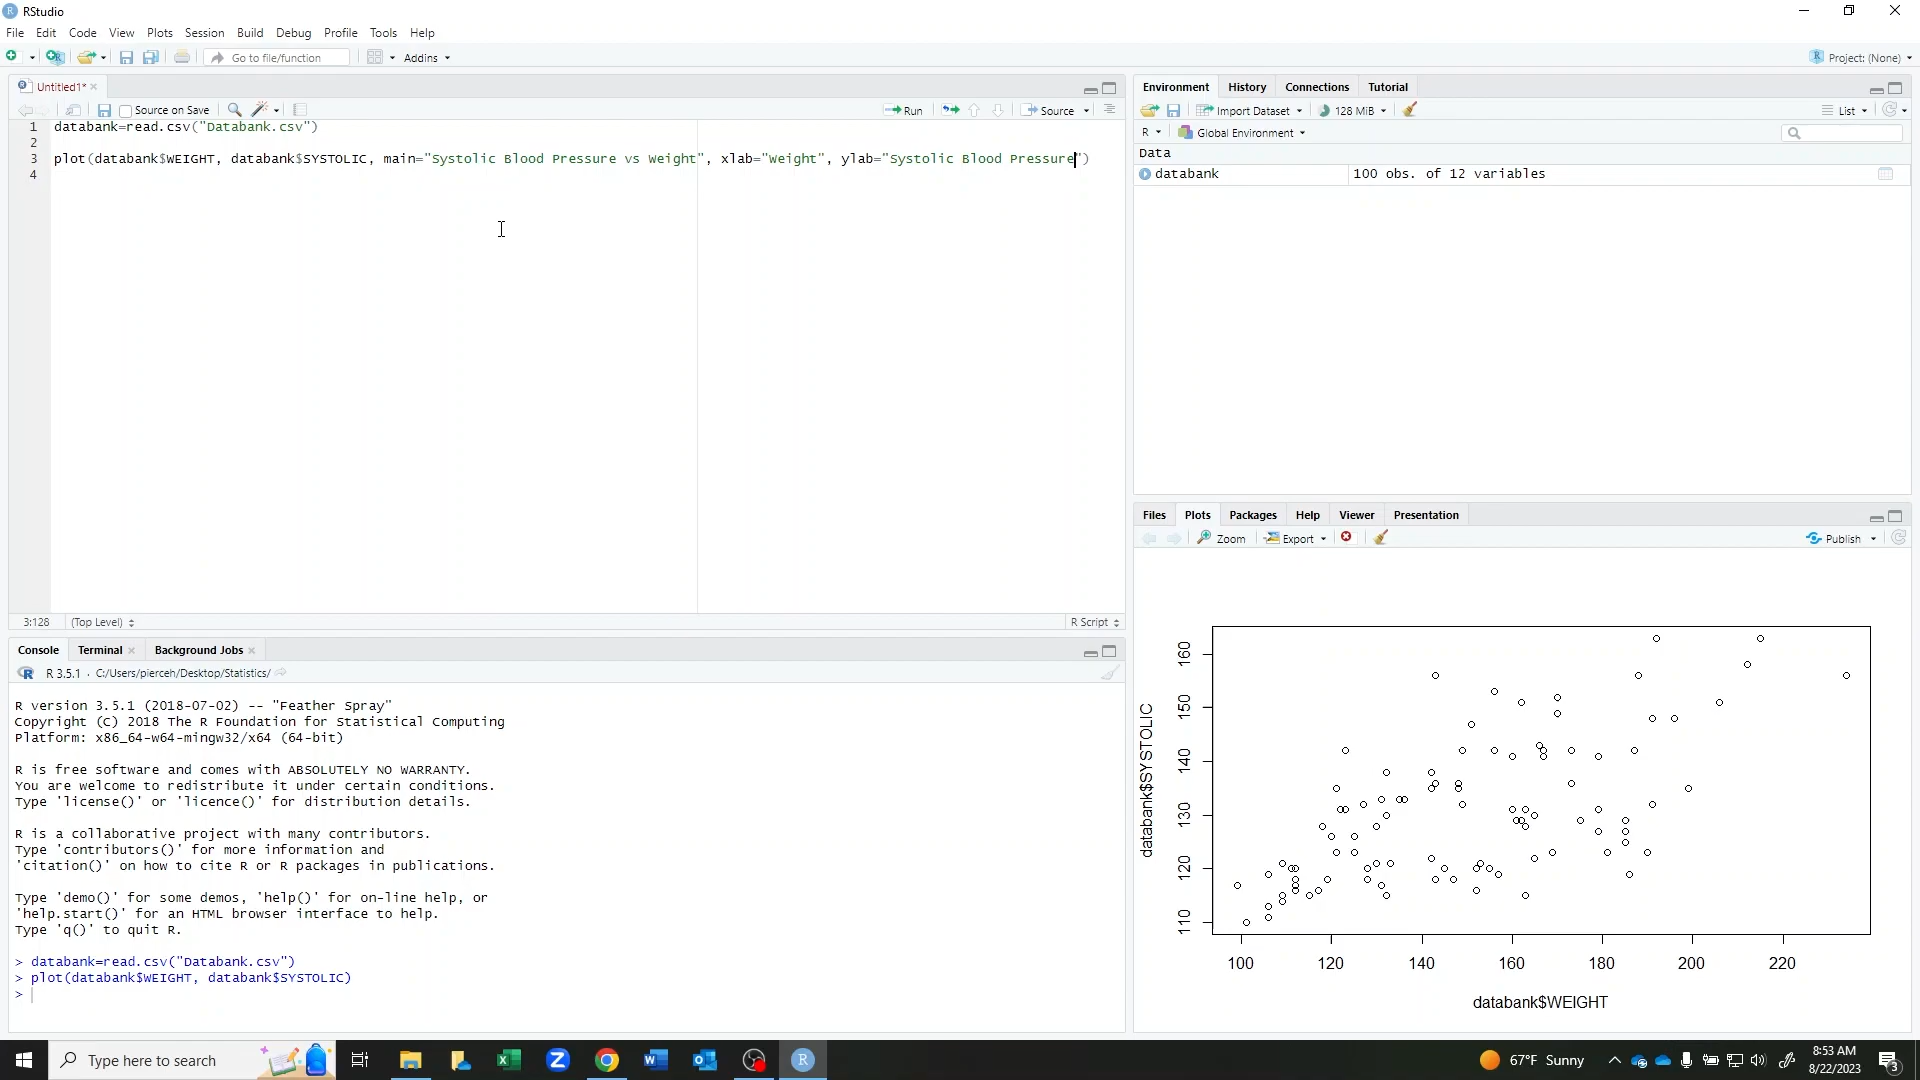 RStudio
File Edit Code View Plots Session Build Debug Profile Tools Help
Go to file/function Addins Project: (None)
Untitled1*
Source on Save Run Source
1 databank=read.csv("Databank.csv")
2
3 plot(databank$WEIGHT, databank$SYSTOLIC, main="Systolic Blood Pressure vs Weight", xlab="Weight", ylab="Systolic Blood Pressure")
4
3:128 (Top Level) R Script
Console Terminal Background Jobs
R 3.5.1 · C:/Users/pierceh/Desktop/Statistics/
R version 3.5.1 (2018-07-02) -- "Feather Spray"
Copyright (C) 2018 The R Foundation for Statistical Computing
Platform: x86_64-w64-mingw32/x64 (64-bit)
R is free software and comes with ABSOLUTELY NO WARRANTY.
You are welcome to redistribute it under certain conditions.
Type 'license()' or 'licence()' for distribution details.
R is a collaborative project with many contributors.
Type 'contributors()' for more information and
'citation()' on how to cite R or R packages in publications.
Type 'demo()' for some demos, 'help()' for on-line help, or
'help.start()' for an HTML browser interface to help.
Type 'q()' to quit R.
> databank=read.csv("Databank.csv")
> plot(databank$WEIGHT, databank$SYSTOLIC)
>
Environment History Connections Tutorial
Import Dataset 128 MiB List
R Global Environment
Data
databank 100 obs. of 12 variables
Files Plots Packages Help Viewer Presentation
Zoom Export Publish
databank$SYSTOLIC
160
150
140
130
120
110
100 120 140 160 180 200 220
databank$WEIGHT
Type here to search
67°F Sunny
8:53 AM
8/22/2023
3